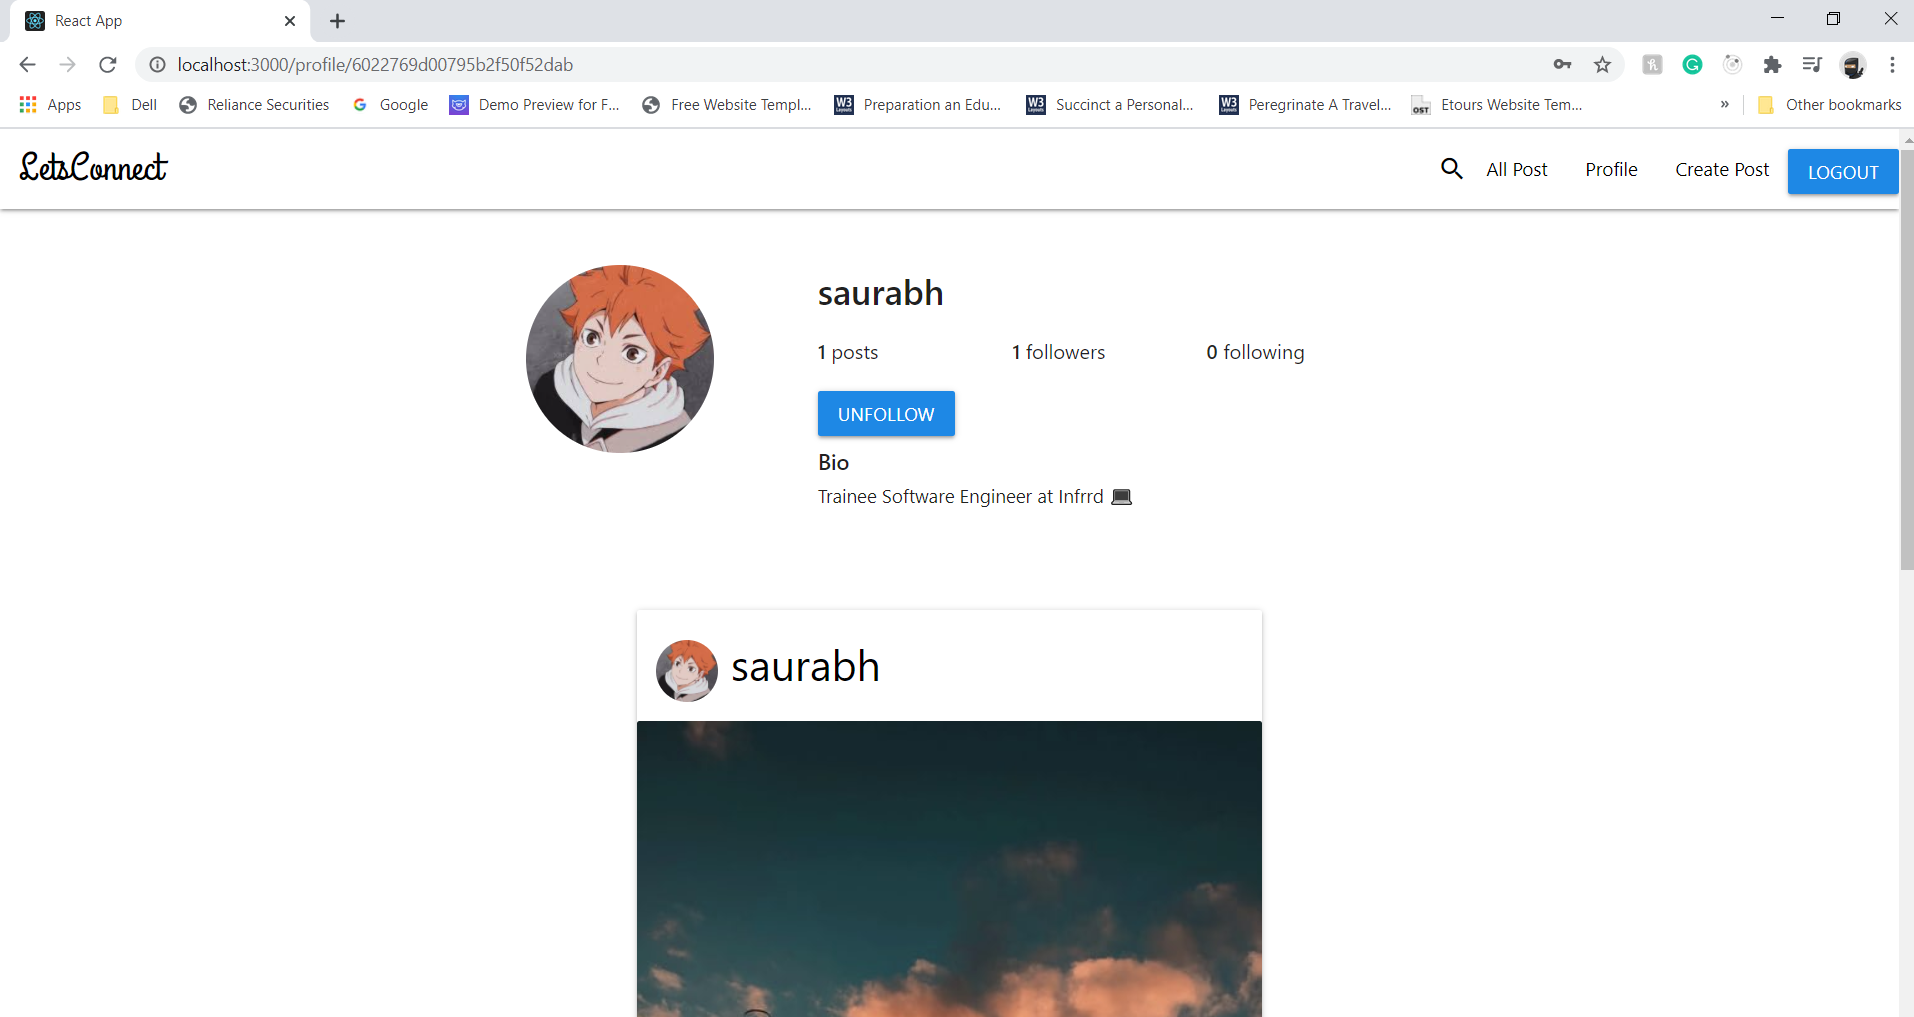 React App
localhost:3000/profile/6022769d00795b2f50f52dab
Apps Dell Reliance Securities Google Demo Preview for F... Free Website Templ... Preparation an Edu... Succinct a Personal... Peregrinate A Travel... Etours Website Tem... » Other bookmarks
LetsConnect All Post Profile Create Post LOGOUT
saurabh
1 posts 1 followers 0 following
UNFOLLOW
Bio
Trainee Software Engineer at Infrrd 💻
saurabh